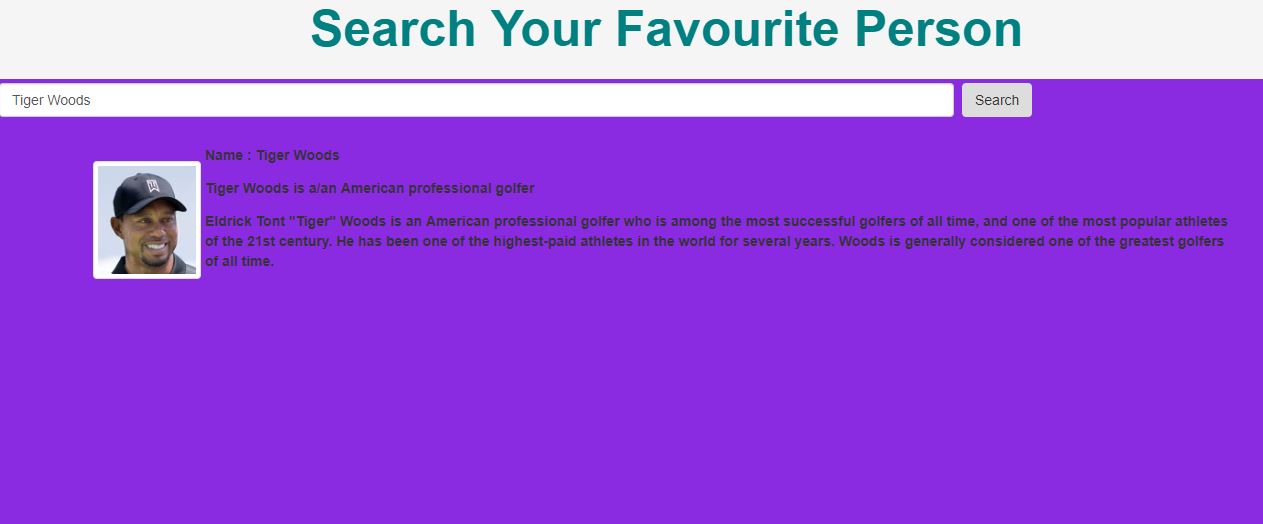 Search Your Favourite Person
Tiger Woods
Search
Name : Tiger Woods
Tiger Woods is a/an American professional golfer
Eldrick Tont "Tiger" Woods is an American professional golfer who is among the most successful golfers of all time, and one of the most popular athletes
of the 21st century. He has been one of the highest-paid athletes in the world for several years. Woods is generally considered one of the greatest golfers
of all time.